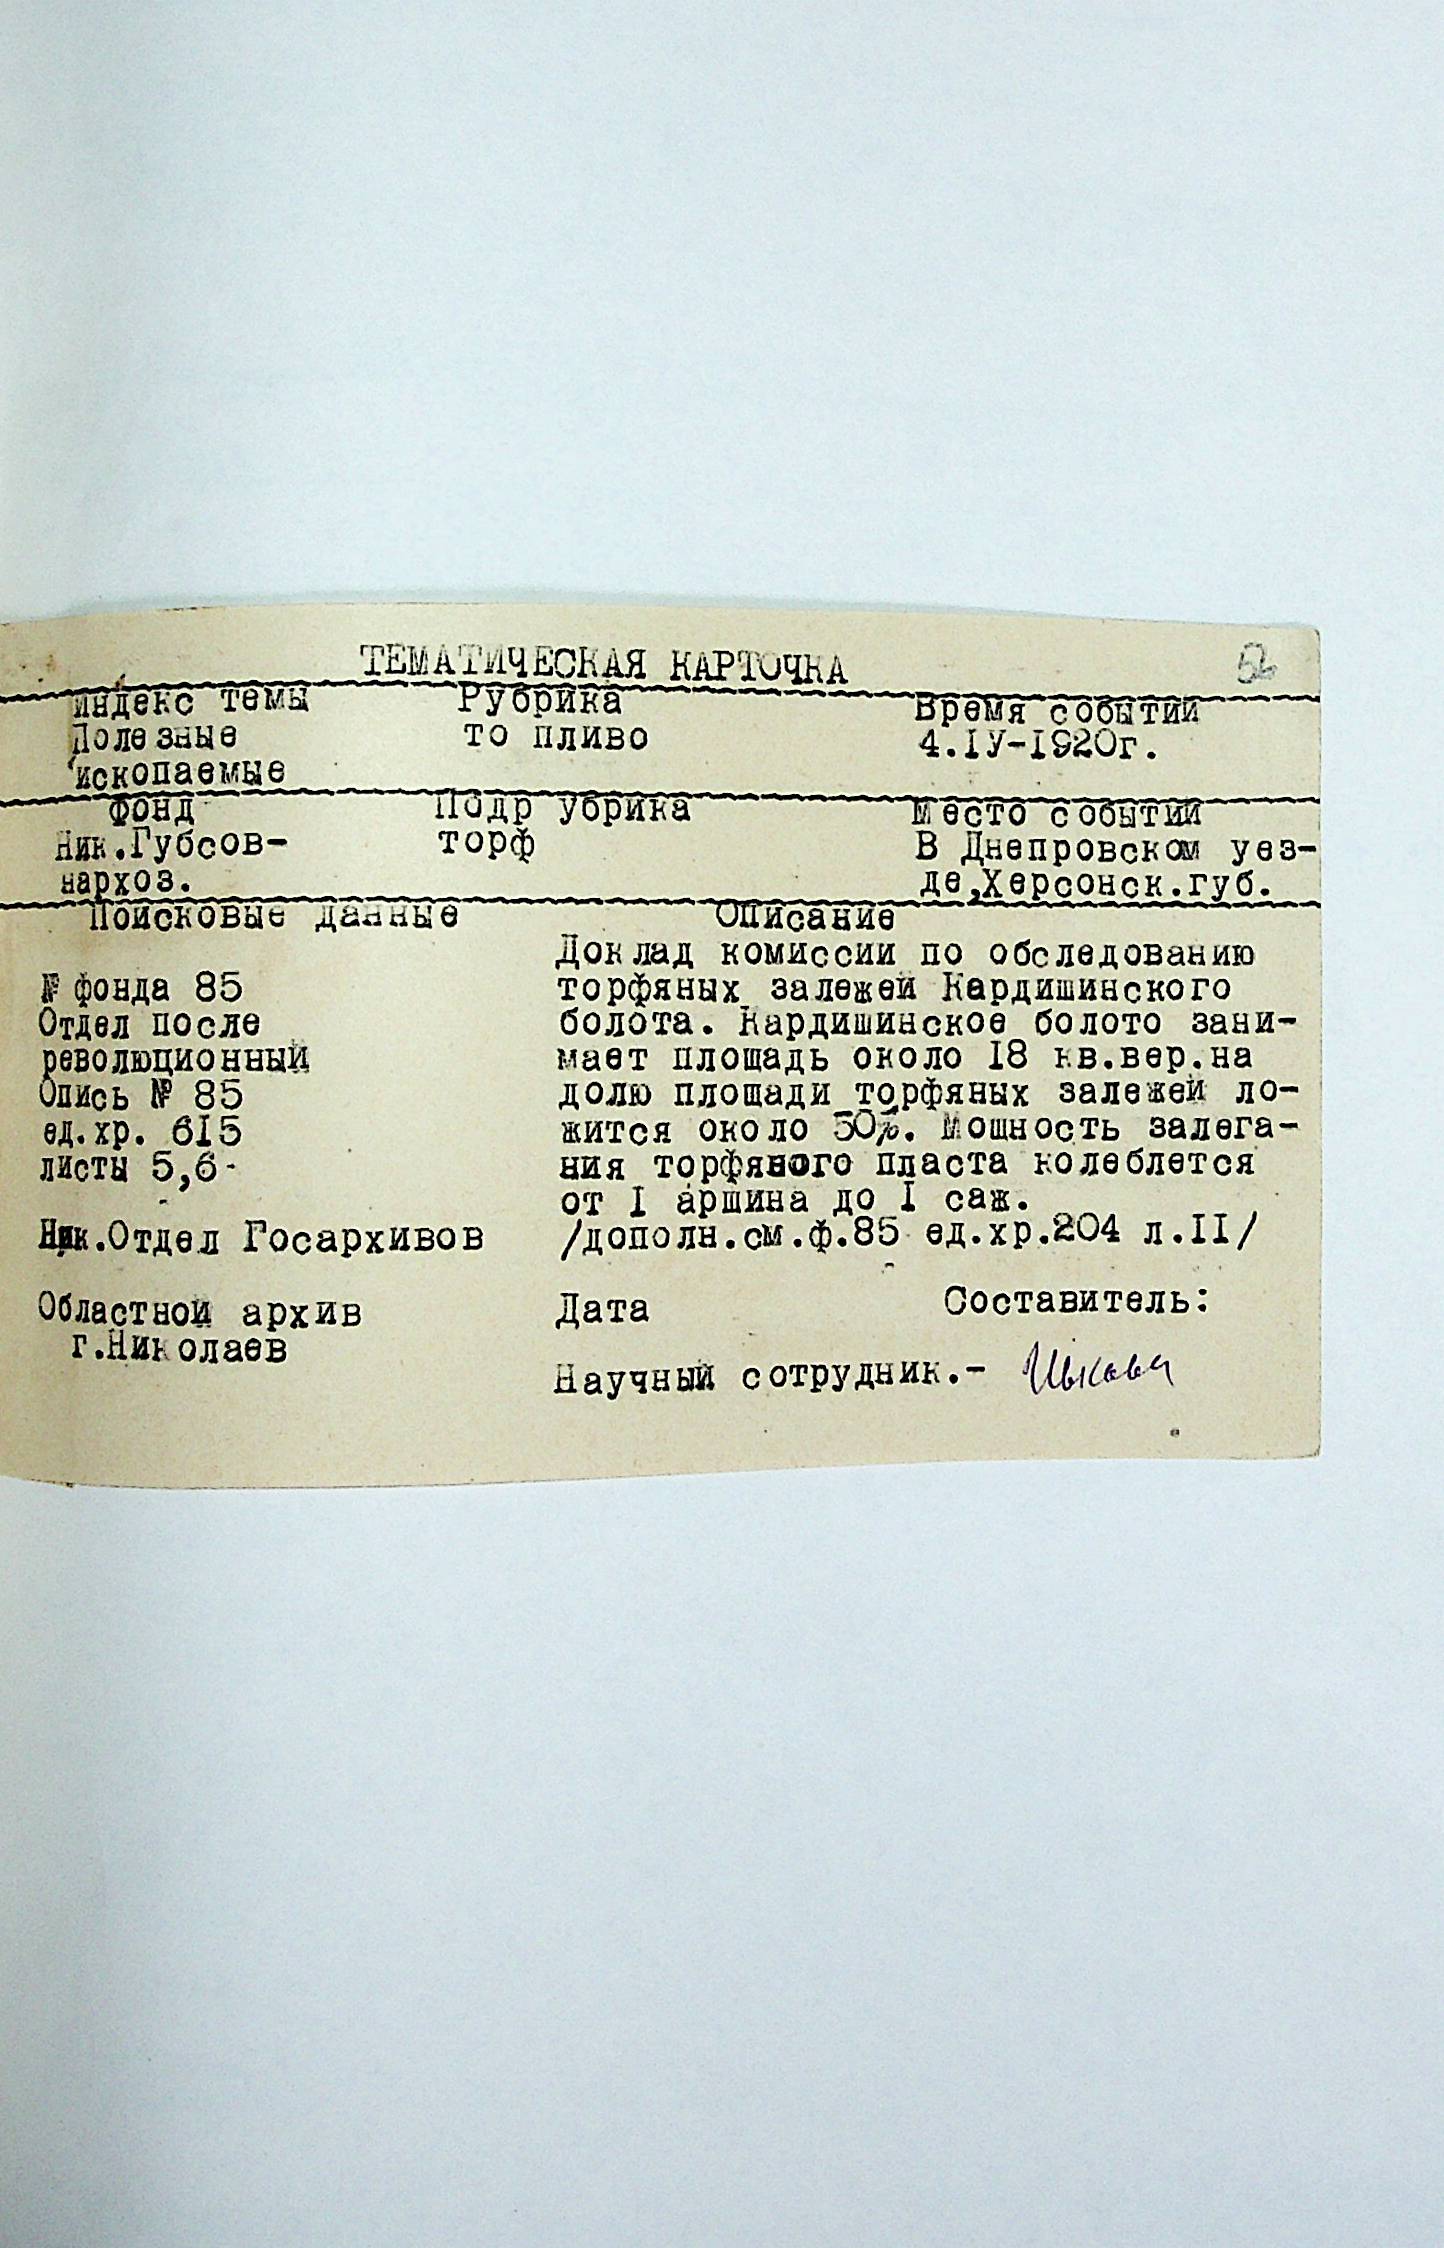 52
ТЕМАТИЧЕСКАЯ КАРТОЧКА
Индекс темы Рубрика Время событий
Полезные топливо 4.IУ-1920г.
ископаемые
Фонд Подрубрика Место событий
Ник.Губсов- торф В Днепровском уез-
нархоз. де,Херсонск.губ.
Поисковые данные Описание
Доклад комиссии по обследованию
№ фонда 85 торфяных залежей Кардишинского
Отдел после болота. Кардишинское болото зани-
революционный мает площадь около 18 кв.вер.на
Опись № 85 долю площади торфяных залежей ло-
ед.хр. 615 жится около 50%. Мощность залега-
листы 5,6 ния торфяного пласта колеблется
от I аршина до I саж.
Ник.Отдел Госархивов /дополн.см.ф.85 ед.хр.204 л.II/
Областной архив Дата Составитель:
г.Николаев
Научный сотрудник.-